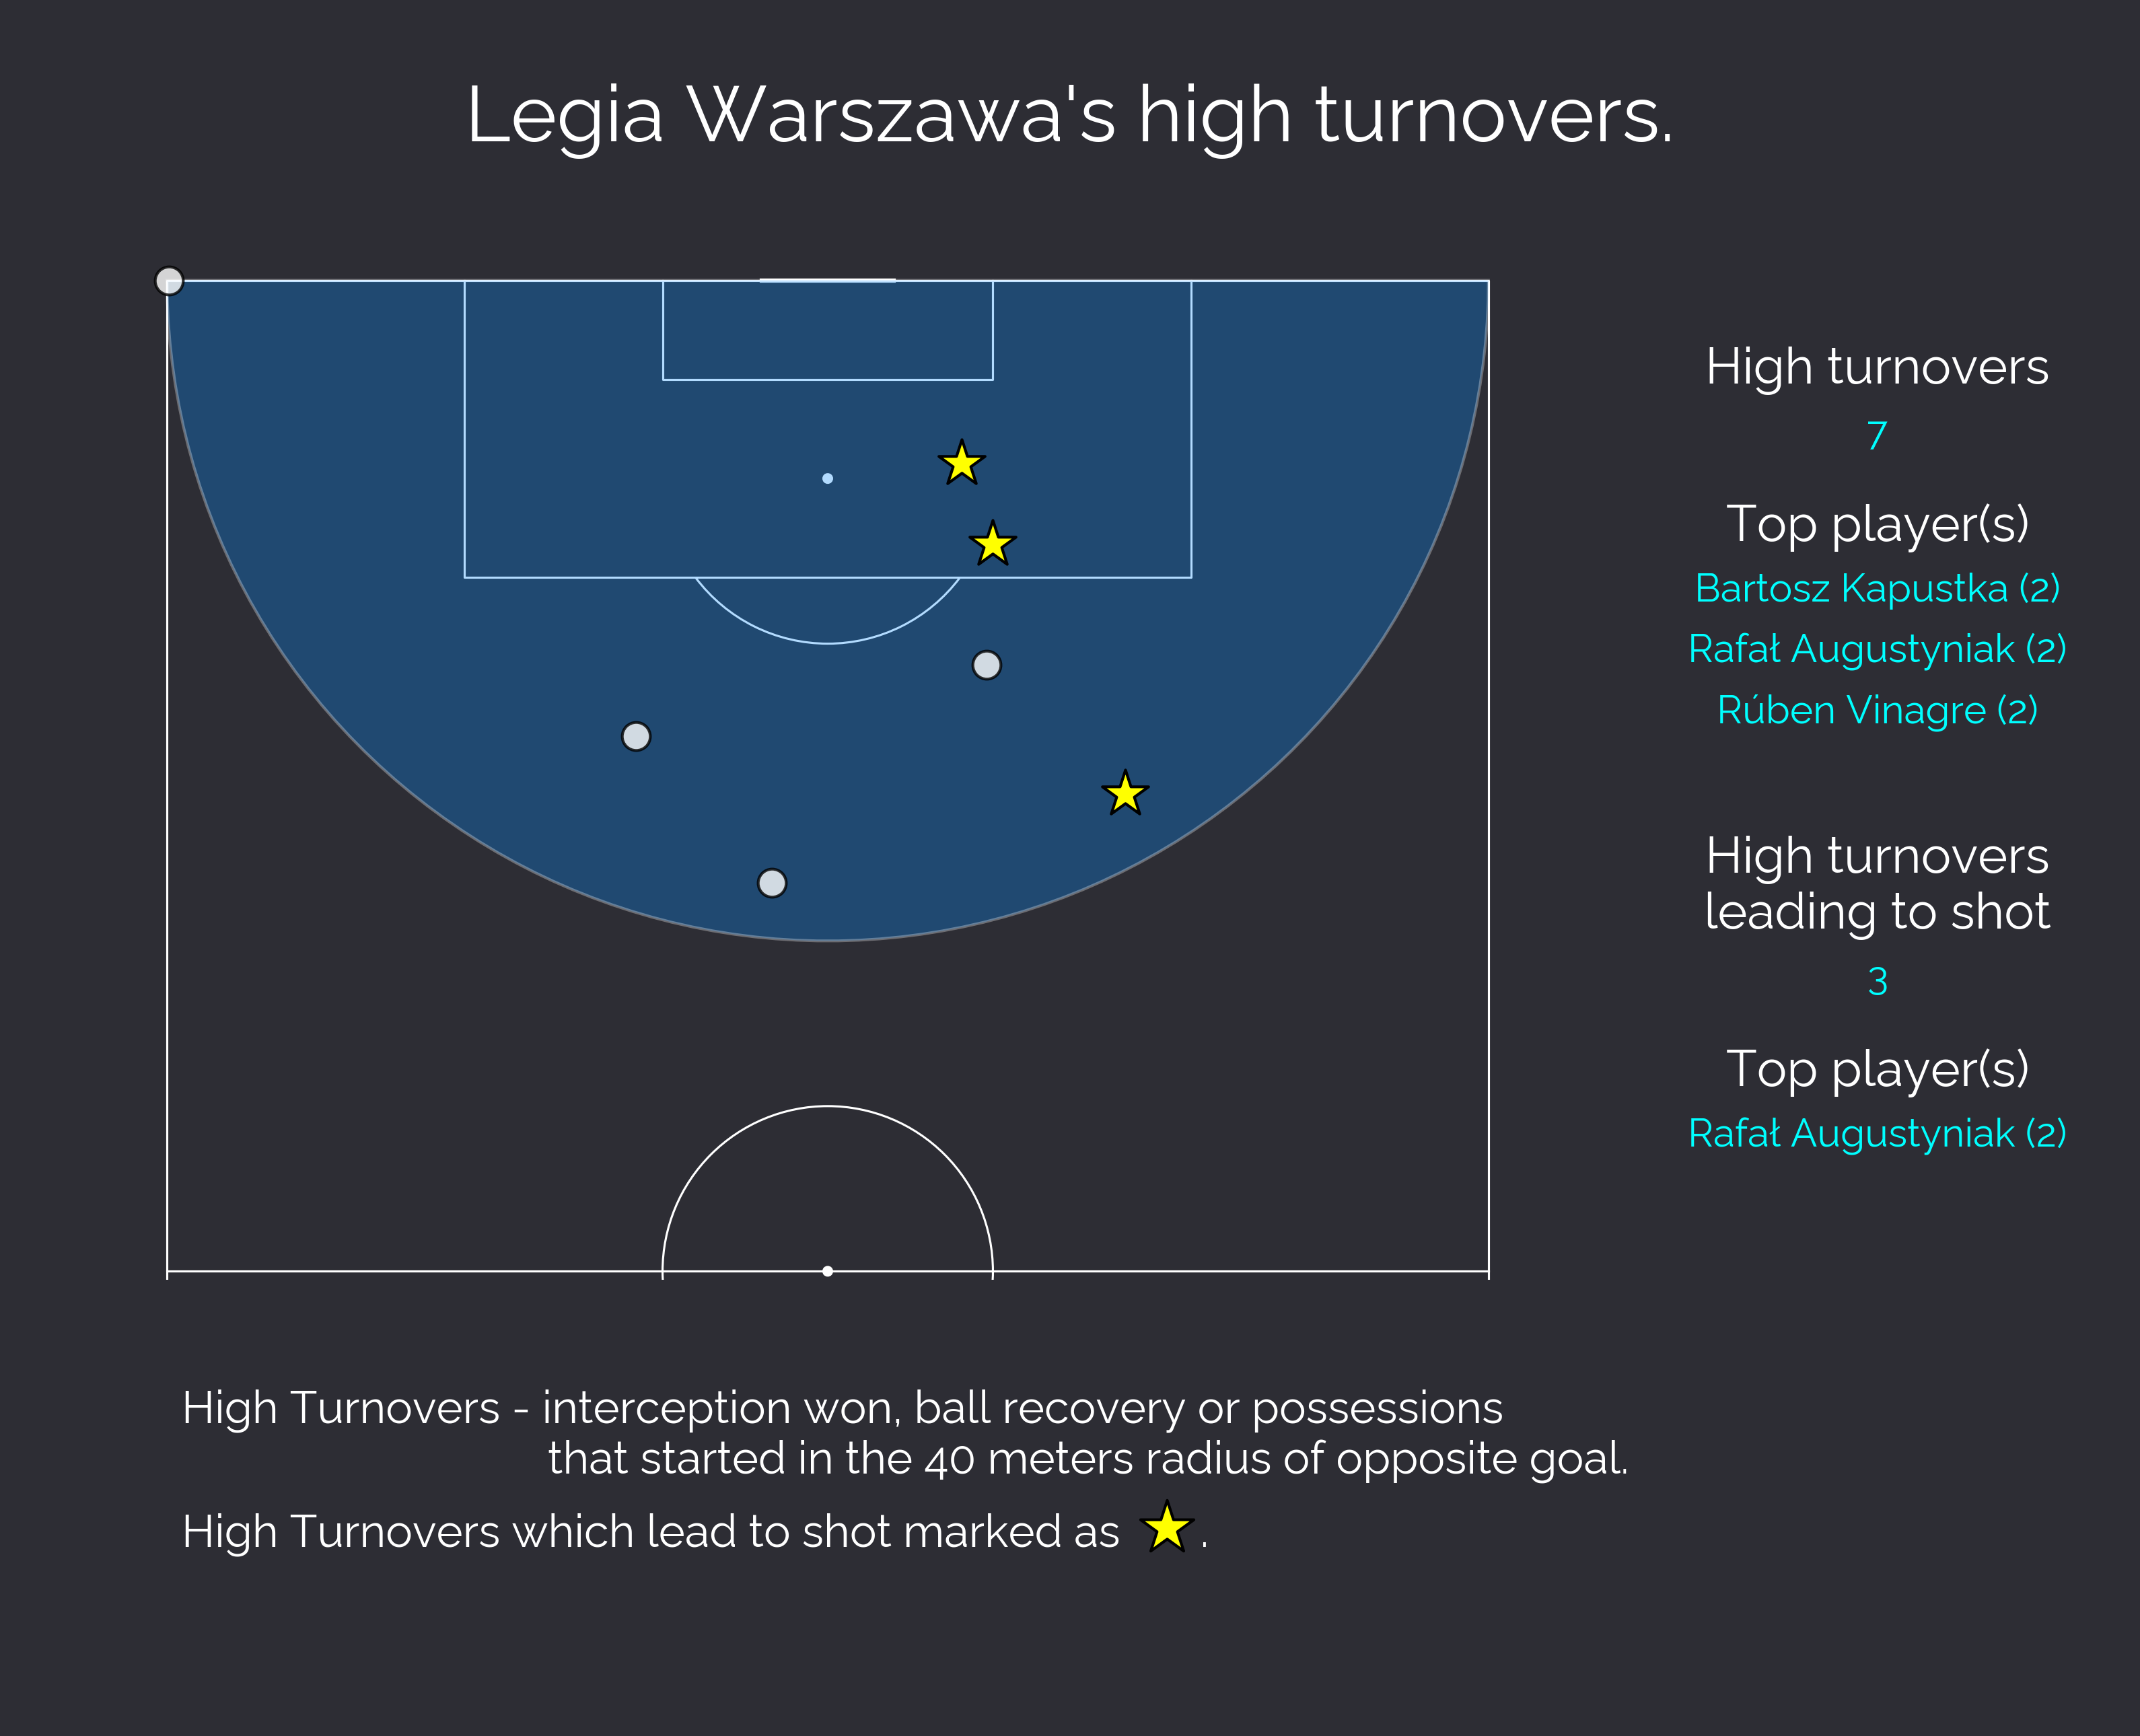 Legia Warszawa's high turnovers.
High turnovers
7
Top player(s)
Bartosz Kapustka (2)
Rafał Augustyniak (2)
Rúben Vinagre (2)
High turnovers
leading to shot
3
Top player(s)
Rafał Augustyniak (2)
High Turnovers - interception won, ball recovery or possessions
that started in the 40 meters radius of opposite goal.
High Turnovers which lead to shot marked as .